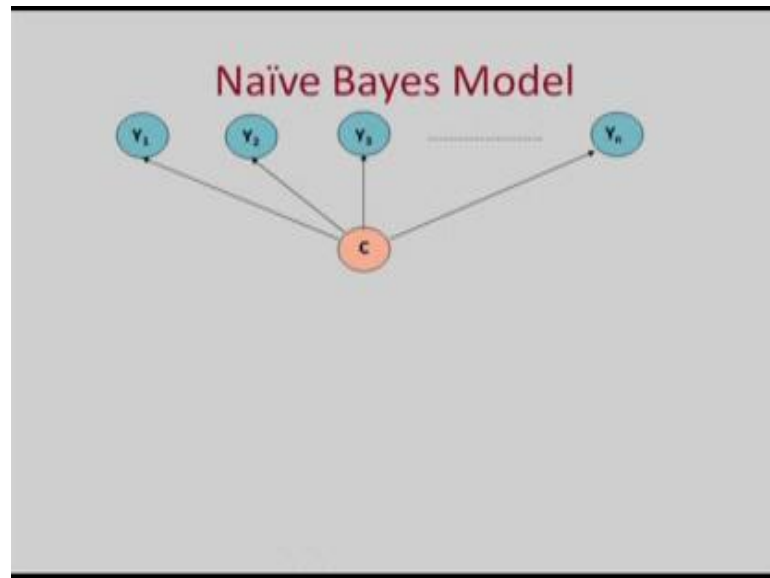 Naïve Bayes Model
Y₁ Y₂ Y₃ ........................ Yₙ
C